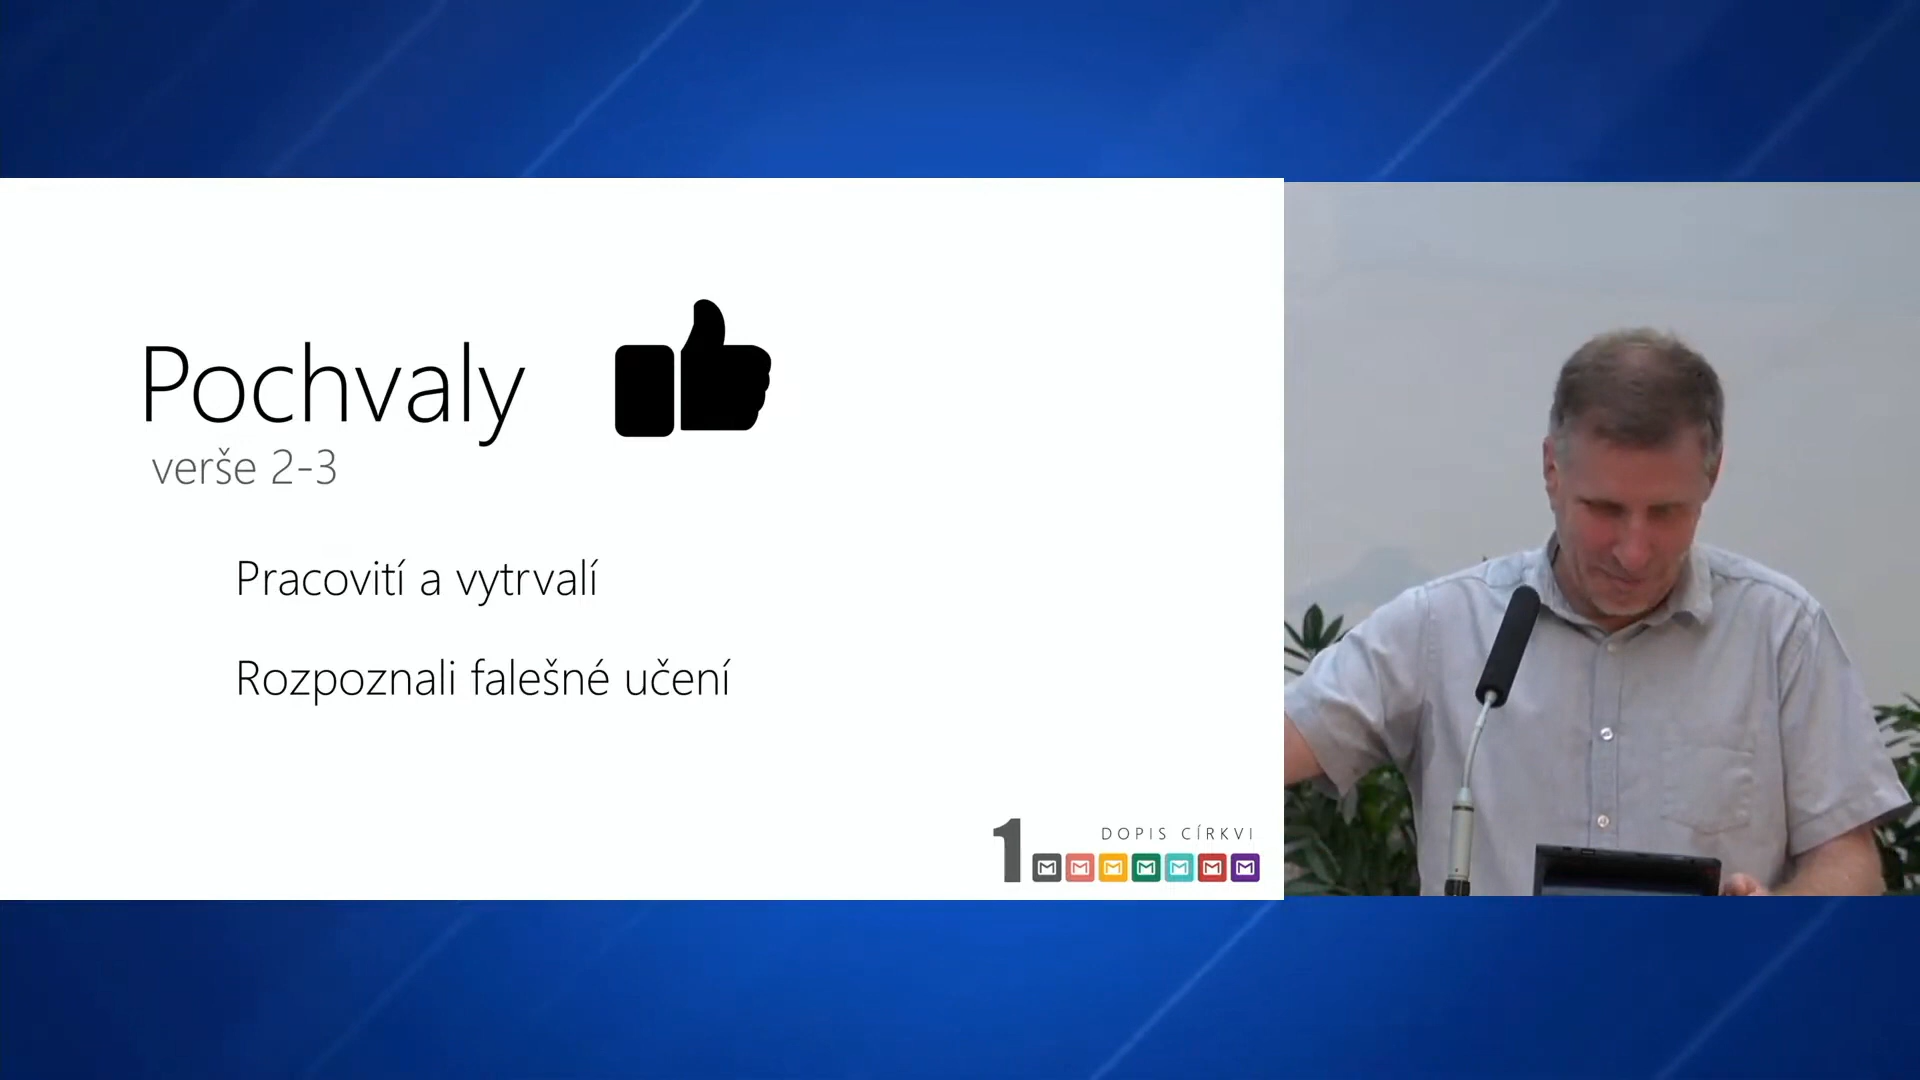 Pochvaly
verše 2-3
Pracovití a vytrvalí
Rozpoznali falešné učení
1
DOPIS CÍRKVI